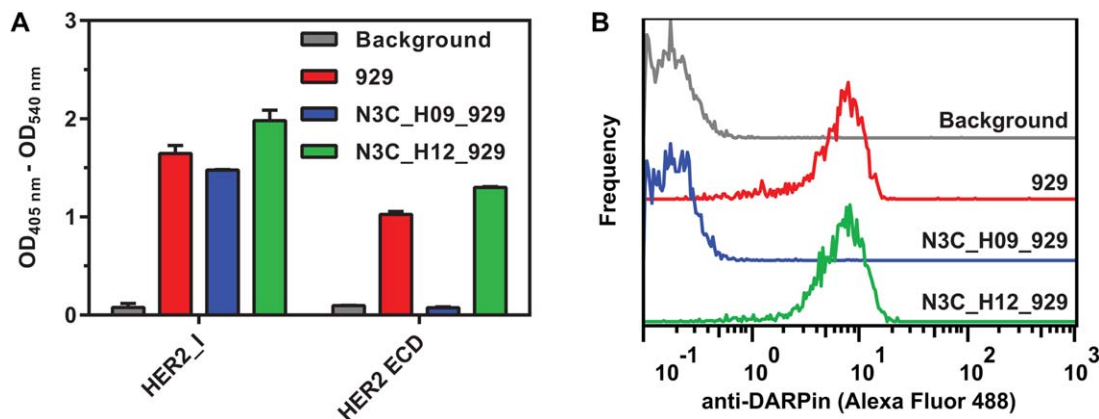 A
3
2
1
0
OD405 nm - OD540 nm
Background
929
N3C_H09_929
N3C_H12_929
HER2_I
HER2 ECD
B
Frequency
Background
929
N3C_H09_929
N3C_H12_929
10-1 100 101 102 103
anti-DARPin (Alexa Fluor 488)